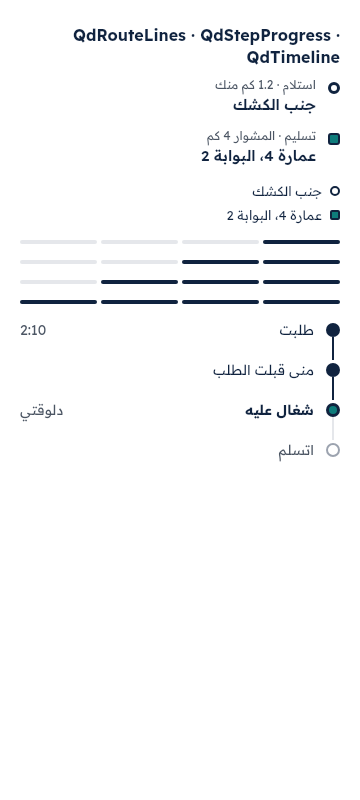 QdRouteLines · QdStepProgress ·
QdTimeline
استلام · 1.2 كم منك
جنب الكشك
تسليم · المشوار 4 كم
عمارة 4، البوابة 2
جنب الكشك
عمارة 4، البوابة 2
طلبت 2:10
منى قبلت الطلب
شغال عليه دلوقتي
اتسلم